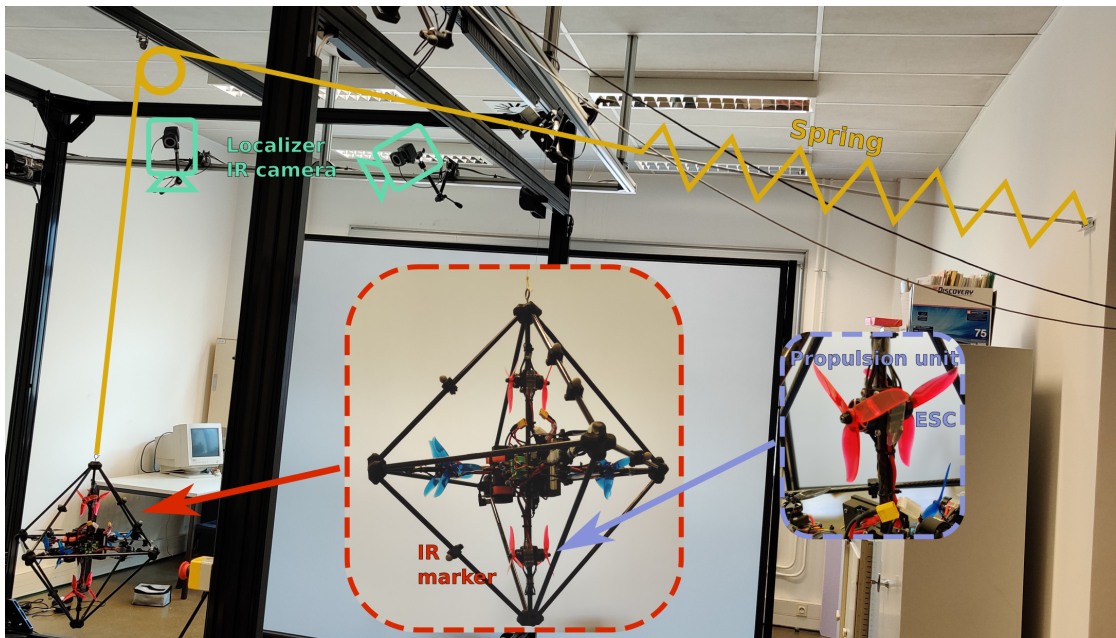 Localizer
IR camera
Spring
DISCOVERY
75
Propulsion unit
ESC
IR
marker